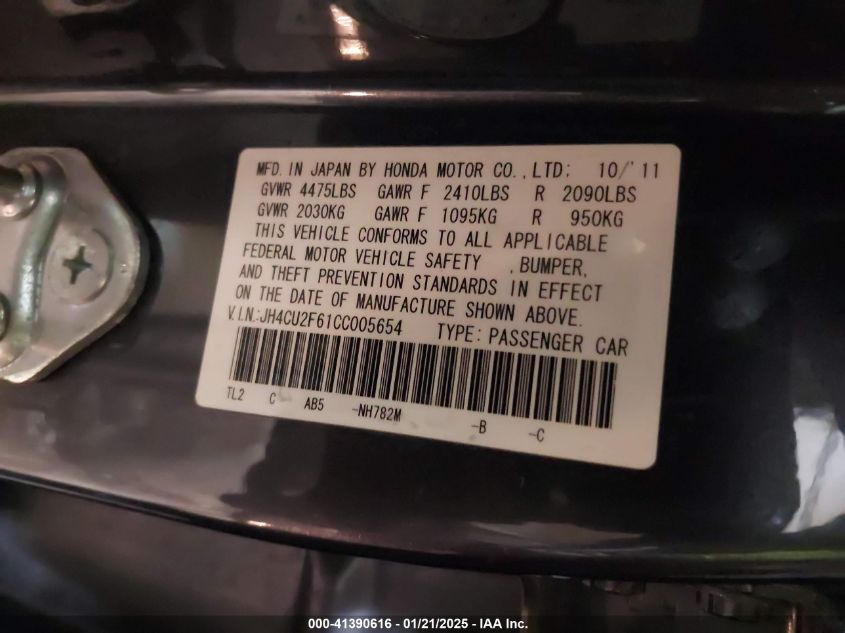 MFD. IN JAPAN BY HONDA MOTOR CO., LTD: 10/'11
GVWR 4475LBS GAWR F 2410LBS R 2090LBS
GVWR 2030KG GAWR F 1095KG R 950KG
THIS VEHICLE CONFORMS TO ALL APPLICABLE
FEDERAL MOTOR VEHICLE SAFETY , BUMPER,
AND THEFT PREVENTION STANDARDS IN EFFECT
ON THE DATE OF MANUFACTURE SHOWN ABOVE.
V.I.N.:JH4CU2F61CC005654 TYPE: PASSENGER CAR
TL2 C AB5 -NH782M -B -C
000-41390616 - 01/21/2025 - IAA Inc.